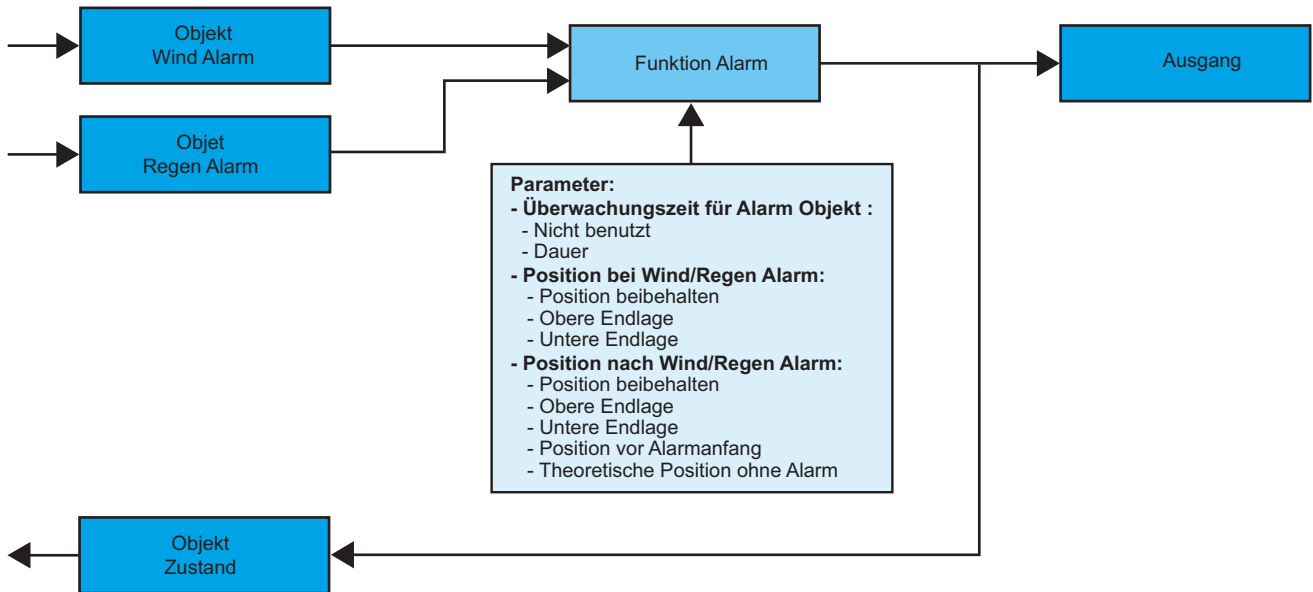 Objekt
Wind Alarm
Funktion Alarm
Ausgang
Objet
Regen Alarm
Parameter:
- Überwachungszeit für Alarm Objekt :
- Nicht benutzt
- Dauer
- Position bei Wind/Regen Alarm:
- Position beibehalten
- Obere Endlage
- Untere Endlage
- Position nach Wind/Regen Alarm:
- Position beibehalten
- Obere Endlage
- Untere Endlage
- Position vor Alarmanfang
- Theoretische Position ohne Alarm
Objekt
Zustand